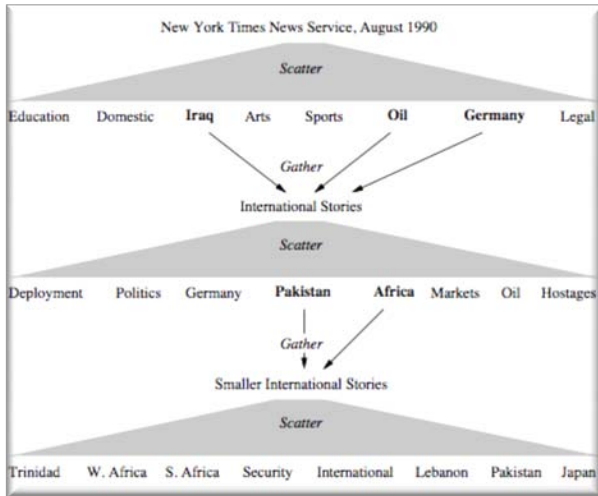 New York Times News Service, August 1990
Scatter
Education Domestic Iraq Arts Sports Oil Germany Legal
Gather
International Stories
Scatter
Deployment Politics Germany Pakistan Africa Markets Oil Hostages
Gather
Smaller International Stories
Scatter
Trinidad W. Africa S. Africa Security International Lebanon Pakistan Japan